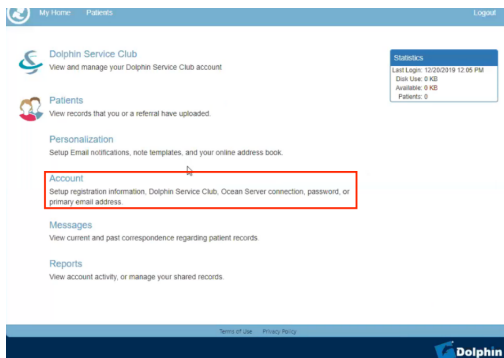 My Home Patients Logout
Dolphin Service Club
View and manage your Dolphin Service Club account
Patients
View records that you or a referral have uploaded.
Personalization
Setup Email notifications, note templates, and your online address book.
Account
Setup registration information, Dolphin Service Club, Ocean Server connection, password, or
primary email address.
Messages
View current and past correspondence regarding patient records.
Reports
View account activity, or manage your shared records.
Statistics
Last Login: 12/20/2019 12:05 PM
Disk Use: 0 KB
Available: 0 KB
Patients: 0
Terms of Use Privacy Policy
Dolphin